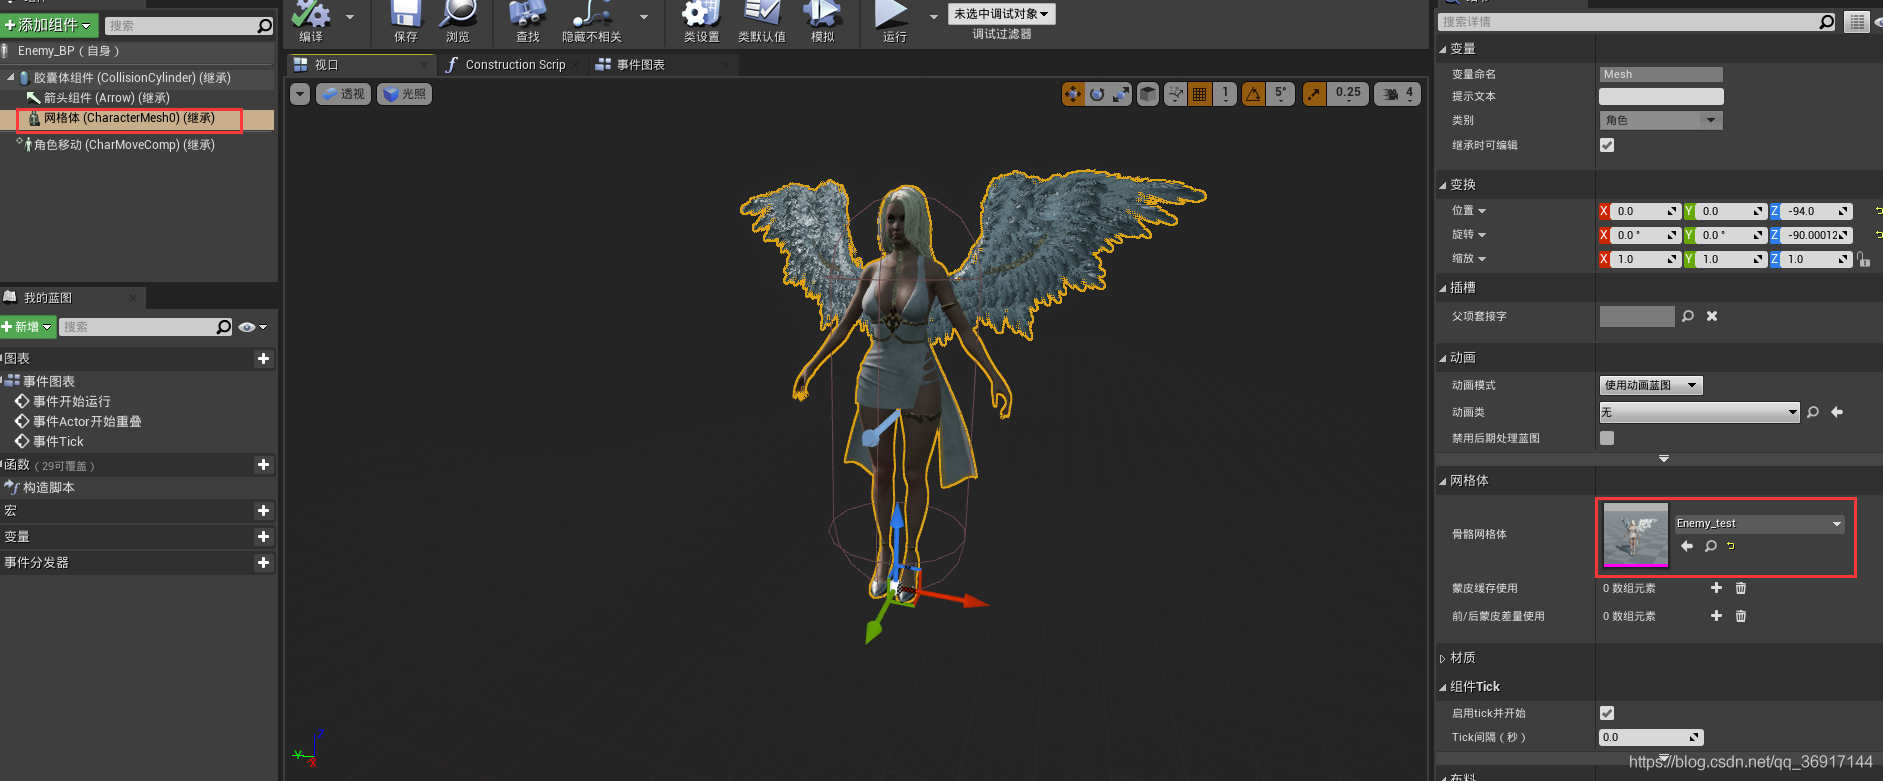 添加组件
搜索
Enemy_BP（自身）
胶囊体组件 (CollisionCylinder) (继承)
箭头组件 (Arrow) (继承)
网格体 (CharacterMesh0) (继承)
角色移动 (CharMoveComp) (继承)
我的蓝图
新增
搜索
图表
事件图表
事件开始运行
事件Actor开始重叠
事件Tick
函数（29可覆盖）
构造脚本
宏
变量
事件分发器
编译
保存
浏览
查找
隐藏不相关
类设置
类默认值
模拟
运行
未选中调试对象
调试过滤器
视口
Construction Scrip
事件图表
透视
光照
1
5°
0.25
4
搜索详情
变量
变量命名
Mesh
提示文本
类别
角色
继承时可编辑
变换
位置
X 0.0 Y 0.0 Z -94.0
旋转
X 0.0 ° Y 0.0 ° Z -90.00012
缩放
X 1.0 Y 1.0 Z 1.0
插槽
父项套接字
动画
动画模式
使用动画蓝图
动画类
无
禁用后期处理蓝图
网格体
骨骼网格体
Enemy_test
蒙皮缓存使用
0 数组元素
前/后蒙皮差量使用
0 数组元素
材质
组件Tick
启用tick并开始
Tick间隔（秒）
0.0
https://blog.csdn.net/qq_36917144